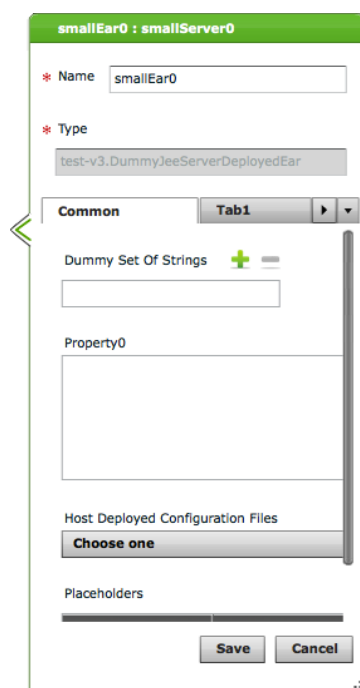 smallEar0 : smallServer0
* Name smallEar0
* Type
test-v3.DummyJeeServerDeployedEar
Common Tab1
Dummy Set Of Strings
Property0
Host Deployed Configuration Files
Choose one
Placeholders
Save Cancel